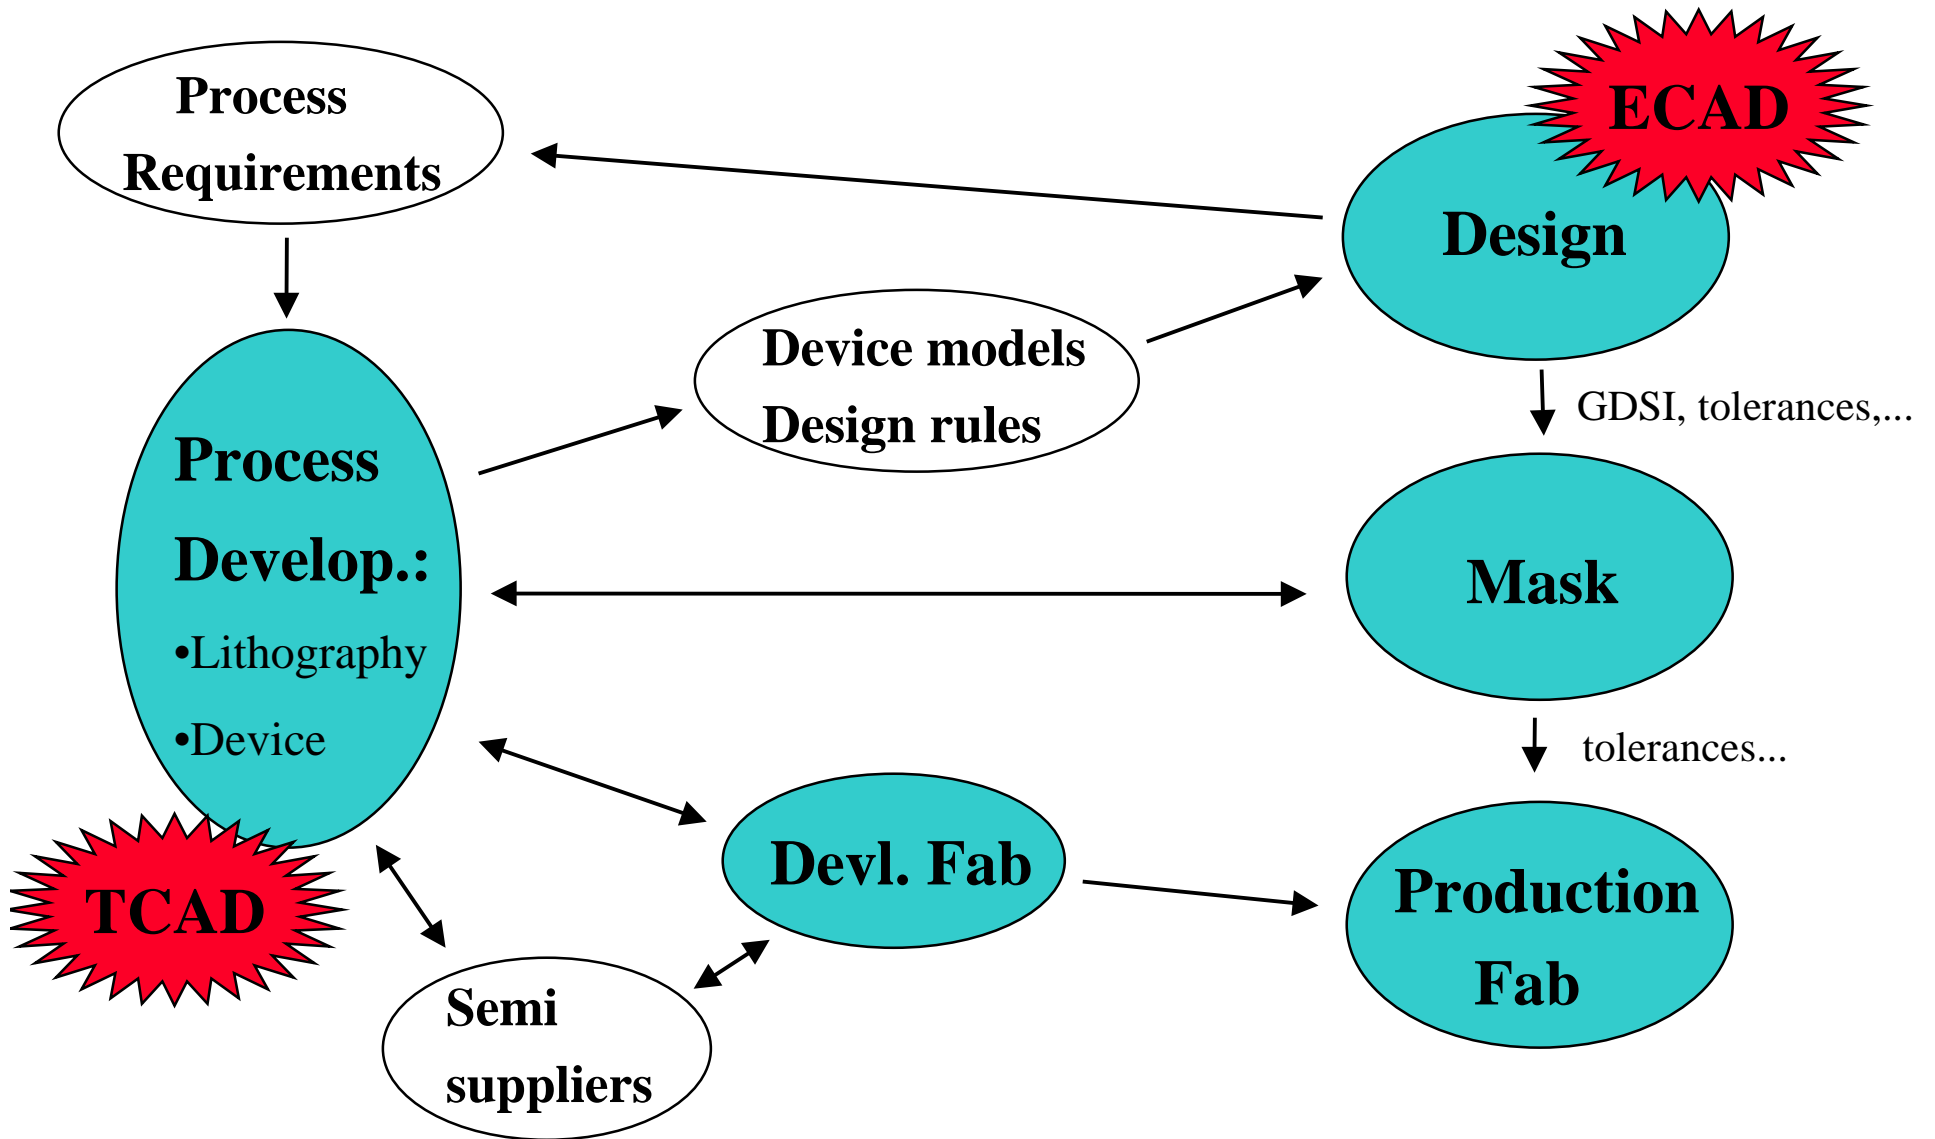 Process
Requirements
ECAD
Design
Device models
Design rules
GDSI, tolerances,...
Process
Develop.:
•Lithography
•Device
Mask
tolerances...
TCAD
Devl. Fab
Production
Fab
Semi
suppliers